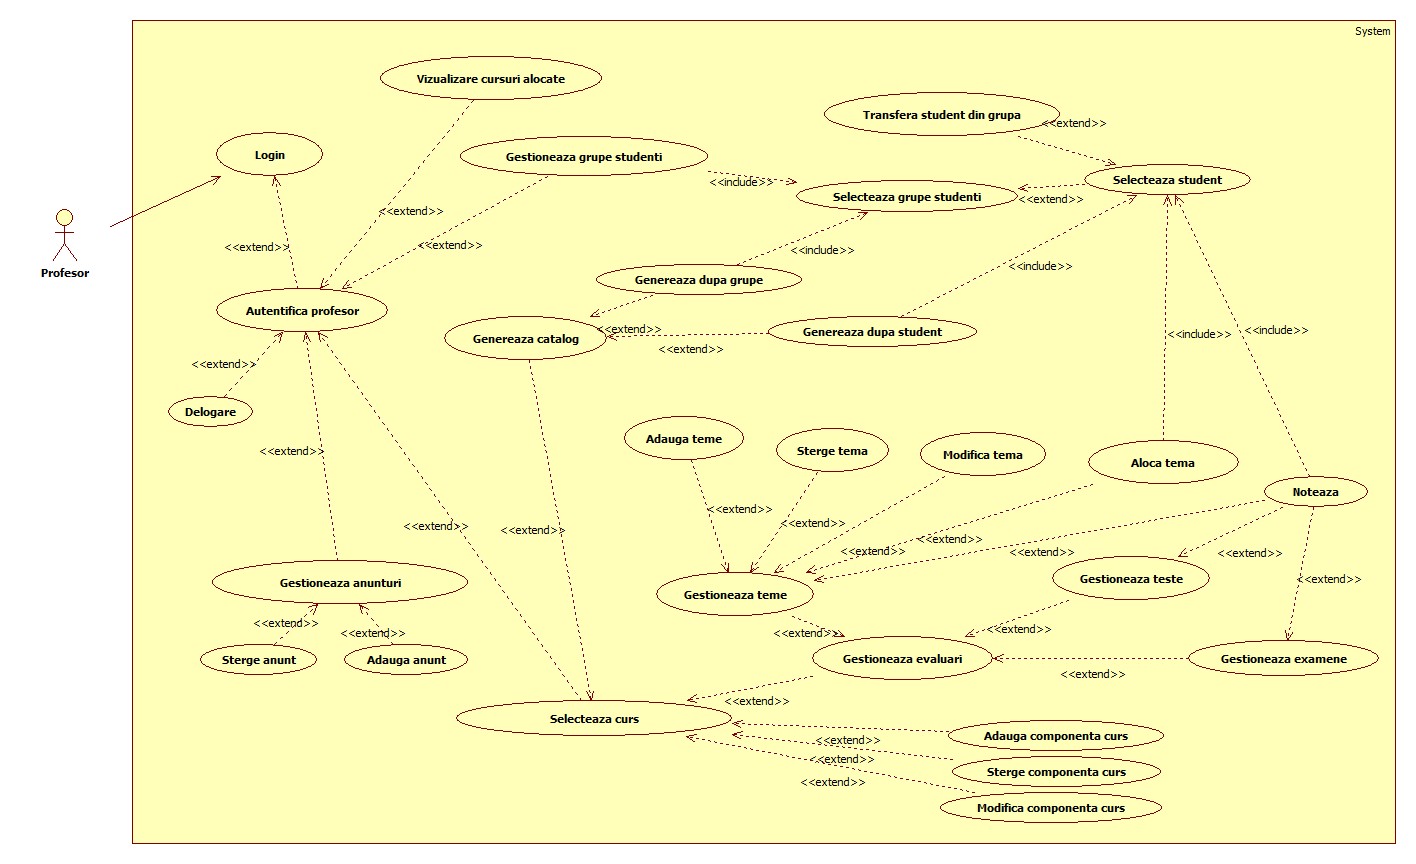 System
Vizualizare cursuri alocate
Transfera student din grupa
<<extend>>
Login
Gestioneaza grupe studenti
Selecteaza student
<<include>>
Selecteaza grupe studenti
<<extend>>
<<extend>>
<<extend>>
<<extend>>
<<include>>
<<include>>
Profesor
Genereaza dupa grupe
Autentifica profesor
<<extend>>
Genereaza dupa student
<<include>>
<<include>>
Genereaza catalog
<<extend>>
<<extend>>
Delogare
Adauga teme
Sterge tema
Modifica tema
Aloca tema
<<extend>>
Noteaza
<<extend>>
<<extend>>
<<extend>>
<<extend>>
<<extend>>
<<extend>>
<<extend>>
<<extend>>
Gestioneaza anunturi
Gestioneaza teme
Gestioneaza teste
<<extend>>
<<extend>>
<<extend>>
<<extend>>
<<extend>>
<<extend>>
Sterge anunt
Adauga anunt
Gestioneaza evaluari
Gestioneaza examene
<<extend>>
<<extend>>
Selecteaza curs
Adauga componenta curs
<<extend>>
<<extend>>
Sterge componenta curs
<<extend>>
Modifica componenta curs